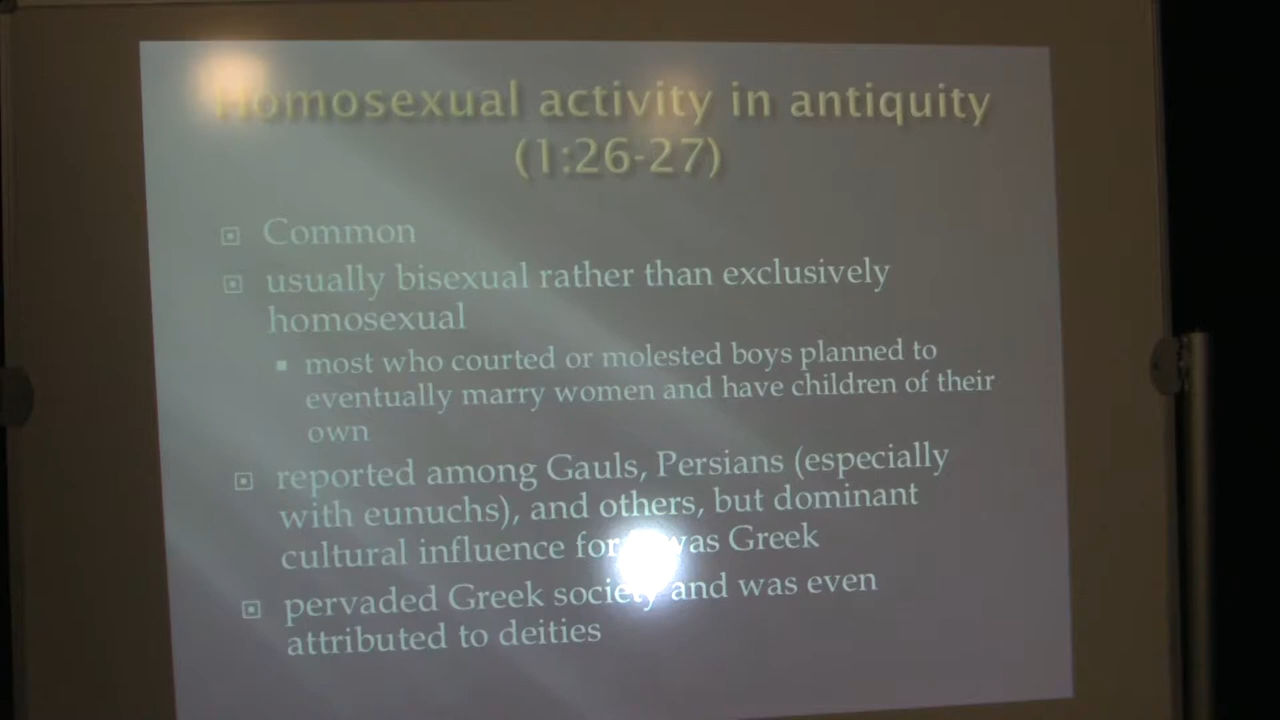 Homosexual activity in antiquity
(1:26-27)
Common
usually bisexual rather than exclusively
homosexual
most who courted or molested boys planned to
eventually marry women and have children of their
own
reported among Gauls, Persians (especially
with eunuchs), and others, but dominant
cultural influence for was Greek
pervaded Greek society and was even
attributed to deities